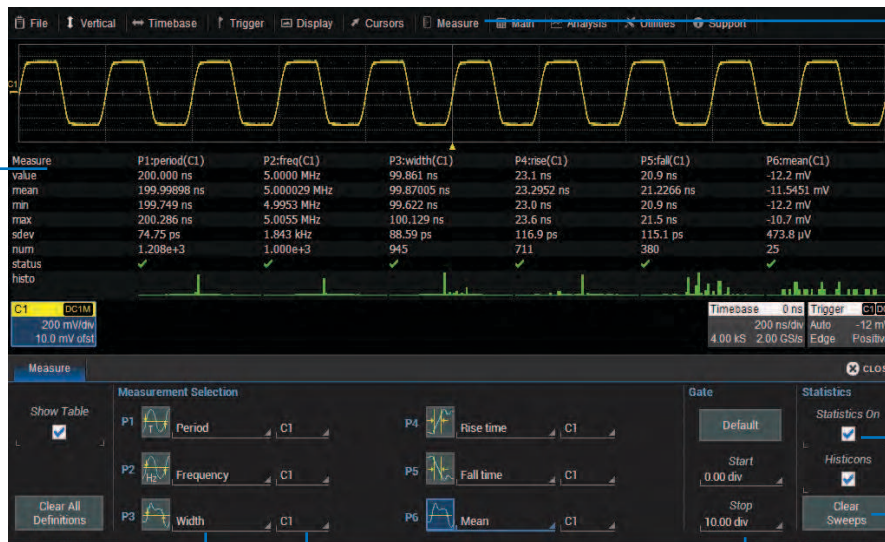 File Vertical Timebase Trigger Display Cursors Measure Math Analysis Utilities Support
C1
Measure P1:period(C1) P2:freq(C1) P3:width(C1) P4:rise(C1) P5:fall(C1) P6:mean(C1)
value 200.000 ns 5.0000 MHz 99.861 ns 23.1 ns 20.9 ns -12.2 mV
mean 199.99898 ns 5.000029 MHz 99.87005 ns 23.2952 ns 21.2266 ns -11.5451 mV
min 199.749 ns 4.9953 MHz 99.622 ns 23.0 ns 20.9 ns -12.2 mV
max 200.286 ns 5.0055 MHz 100.129 ns 23.6 ns 21.5 ns -10.7 mV
sdev 74.75 ps 1.843 kHz 88.59 ps 116.9 ps 115.1 ps 473.8 µV
num 1.208e+3 1.000e+3 945 711 380 25
status
histo
C1 DC1M
200 mV/div
10.0 mV ofst
Timebase 0 ns Trigger C1 DC
200 ns/div Auto -12 m
4.00 kS 2.00 GS/s Edge Positiv
Measure CLOS
Measurement Selection Gate Statistics
Show Table
P1 Period C1 P4 Rise time C1 Default Statistics On
P2 Frequency C1 P5 Fall time C1 Start Histicons
0.00 div
Clear All Definitions P3 Width C1 P6 Mean C1 Stop Clear Sweeps
10.00 div